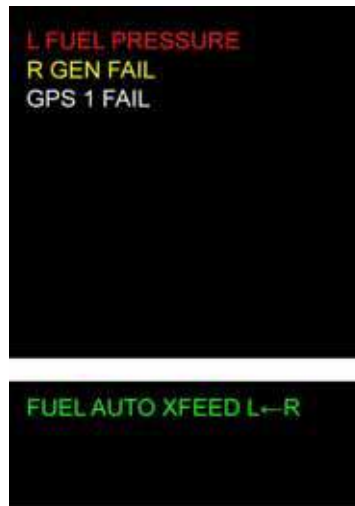 L FUEL PRESSURE
R GEN FAIL
GPS 1 FAIL
FUEL AUTO XFEED L←R